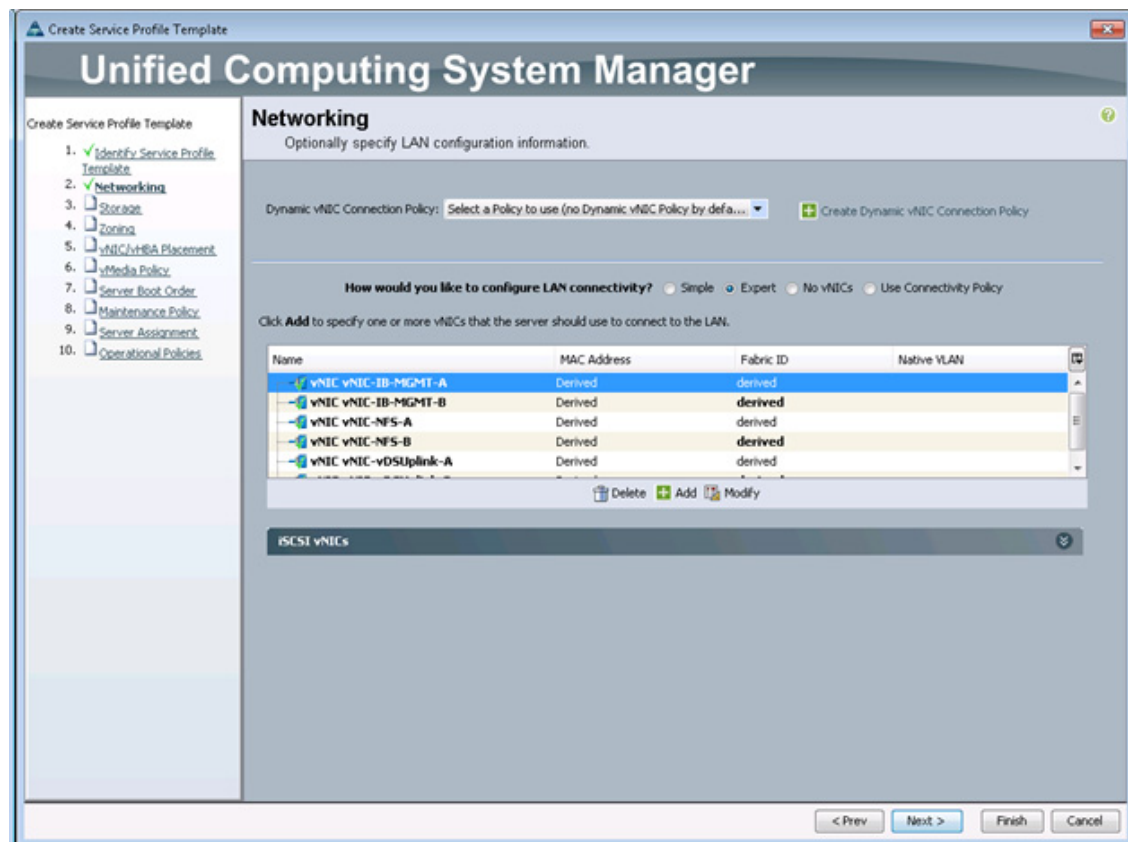 Create Service Profile Template
Unified Computing System Manager
Create Service Profile Template
1. Identify Service Profile
Template
2. Networking
3. Storage
4. Zoning
5. vNIC/vHBA Placement
6. vMedia Policy
7. Server Boot Order
8. Maintenance Policy
9. Server Assignment
10. Operational Policies
Networking
Optionally specify LAN configuration information.
Dynamic vNIC Connection Policy: Select a Policy to use (no Dynamic vNIC Policy by defa... Create Dynamic vNIC Connection Policy
How would you like to configure LAN connectivity? Simple Expert No vNICs Use Connectivity Policy
Click Add to specify one or more vNICs that the server should use to connect to the LAN.
Name MAC Address Fabric ID Native VLAN
vNIC vNIC-IB-MGMT-A Derived derived
vNIC vNIC-IB-MGMT-B Derived derived
vNIC vNIC-NFS-A Derived derived
vNIC vNIC-NFS-B Derived derived
vNIC vNIC-vDSUplink-A Derived derived
Delete Add Modify
iSCSI vNICs
< Prev Next > Finish Cancel